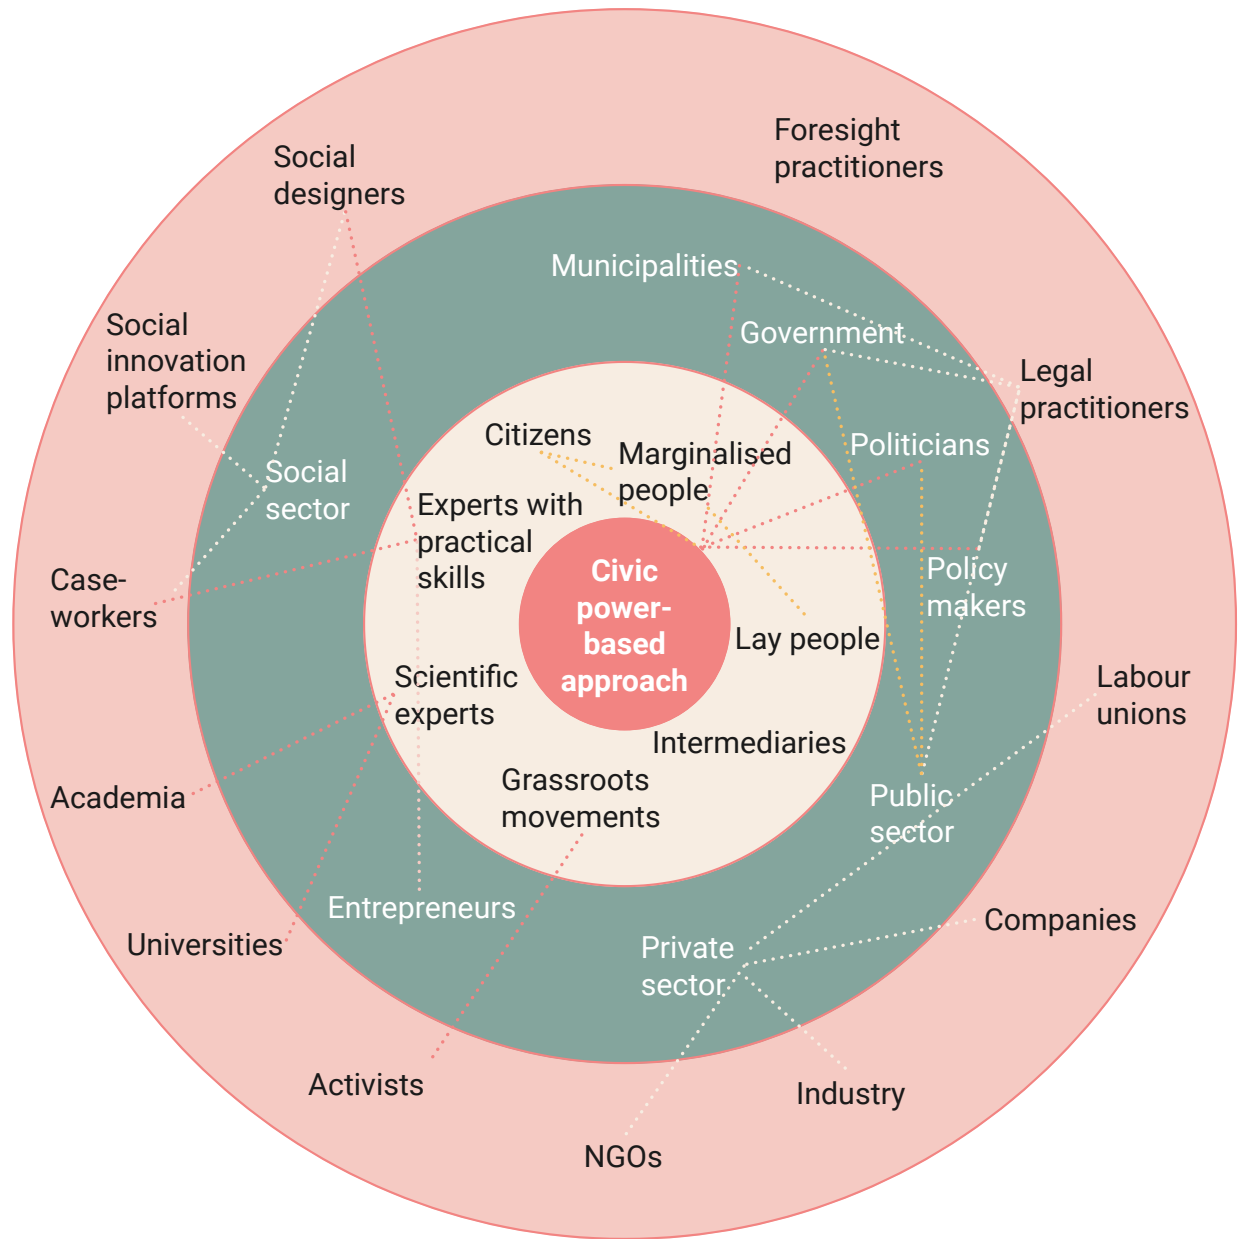 Foresight
practitioners
Social
designers
Municipalities
Social
innovation
platforms
Government
Legal
practitioners
Citizens
Marginalised
people
Politicians
Social
sector
Experts with
practical
skills
Civic
power-
based
approach
Policy
makers
Case-
workers
Lay people
Scientific
experts
Labour
unions
Intermediaries
Academia
Grassroots
movements
Public
sector
Entrepreneurs
Companies
Universities
Private
sector
Activists
Industry
NGOs